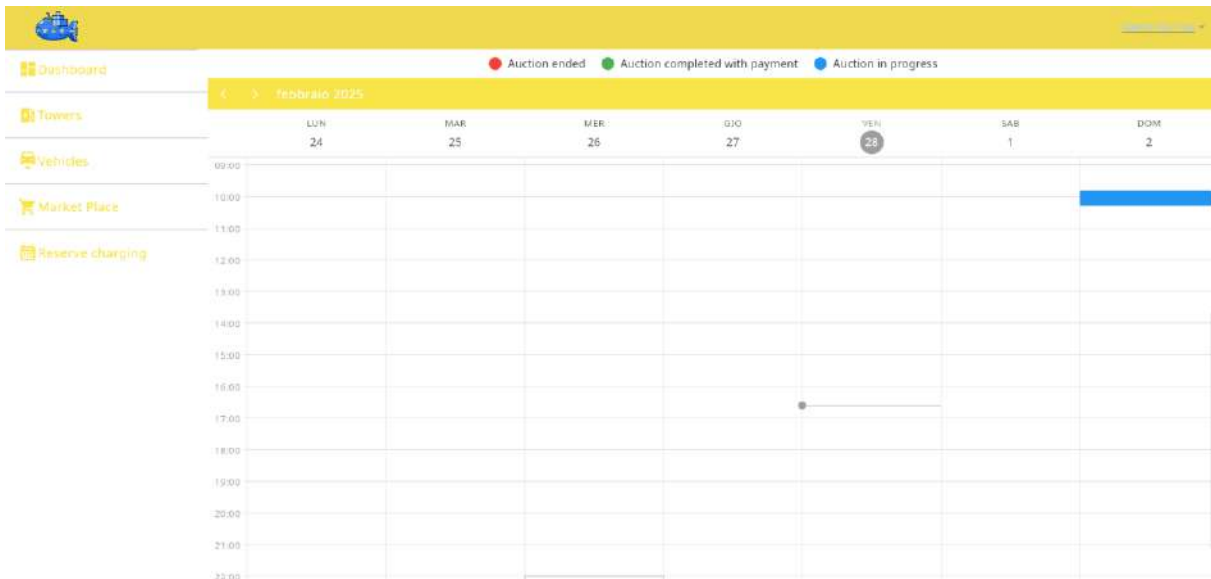 Auction ended Auction completed with payment Auction in progress
Dashboard
febbraio 2025
Towers
LUN MAR MER GIO VEN SAB DOM
24 25 26 27 28 1 2
Vehicles
09:00
Market Place
10:00
11:00
Reserve charging
12:00
13:00
14:00
15:00
16:00
17:00
18:00
19:00
20:00
21:00
22:00